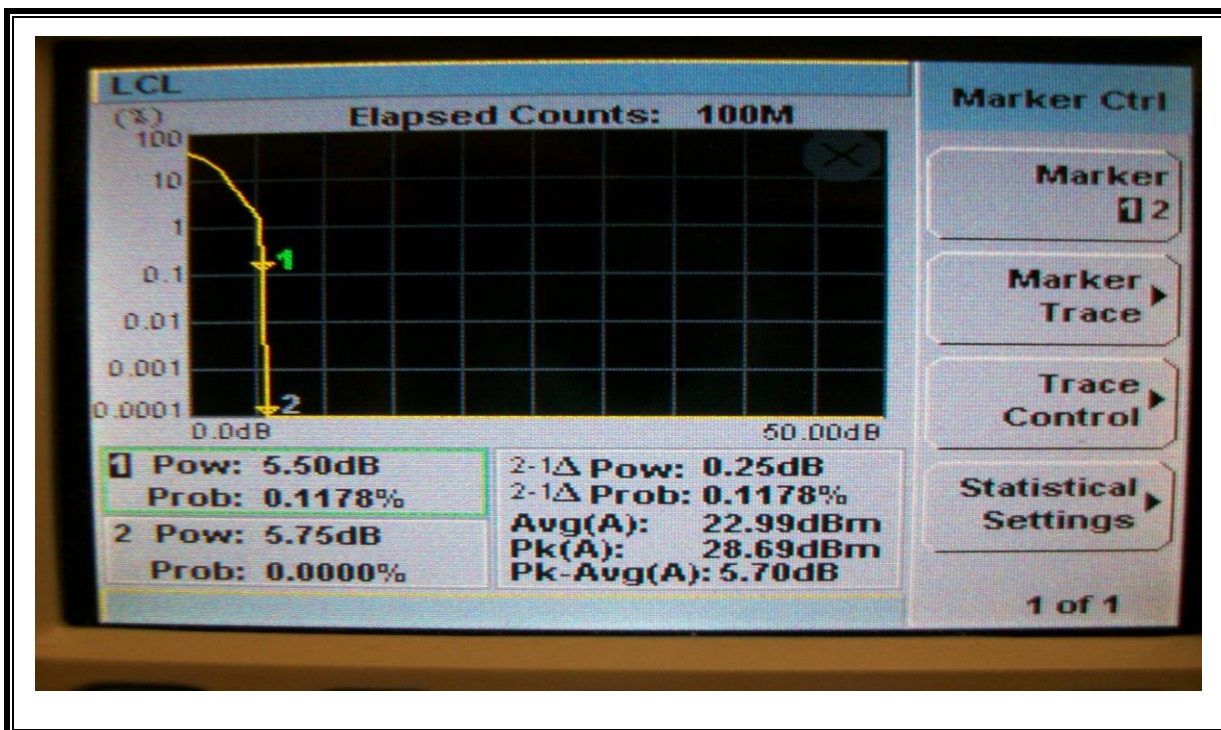 LCL
(%) Elapsed Counts: 100M
100
10
1
0.1
0.01
0.001
0.0001
1
2
0.0dB 50.00dB
1 Pow: 5.50dB
Prob: 0.1178%
2 Pow: 5.75dB
Prob: 0.0000%
2-1Δ Pow: 0.25dB
2-1Δ Prob: 0.1178%
Avg(A): 22.99dBm
Pk(A): 28.69dBm
Pk-Avg(A): 5.70dB
Marker Ctrl
Marker
1 2
Marker
Trace
Trace
Control
Statistical
Settings
1 of 1